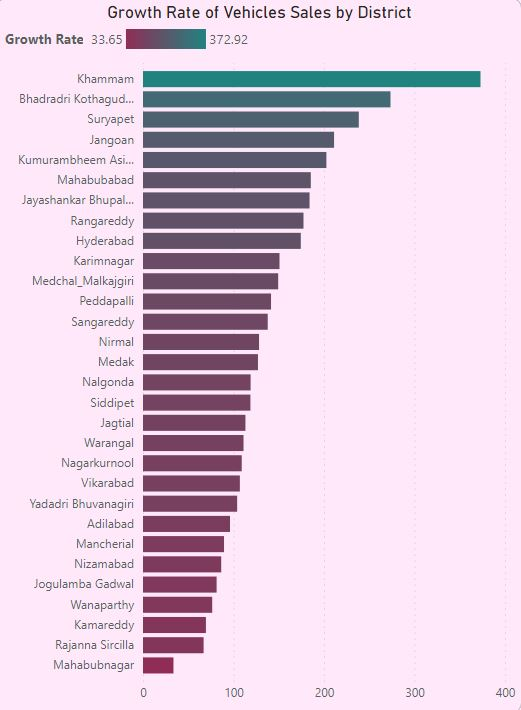 Growth Rate of Vehicles Sales by District
Growth Rate 33.65 372.92
Khammam
Bhadradri Kothagud...
Suryapet
Jangoan
Kumurambheem Asi...
Mahabubabad
Jayashankar Bhupal...
Rangareddy
Hyderabad
Karimnagar
Medchal_Malkajgiri
Peddapalli
Sangareddy
Nirmal
Medak
Nalgonda
Siddipet
Jagtial
Warangal
Nagarkurnool
Vikarabad
Yadadri Bhuvanagiri
Adilabad
Mancherial
Nizamabad
Jogulamba Gadwal
Wanaparthy
Kamareddy
Rajanna Sircilla
Mahabubnagar
0 100 200 300 400